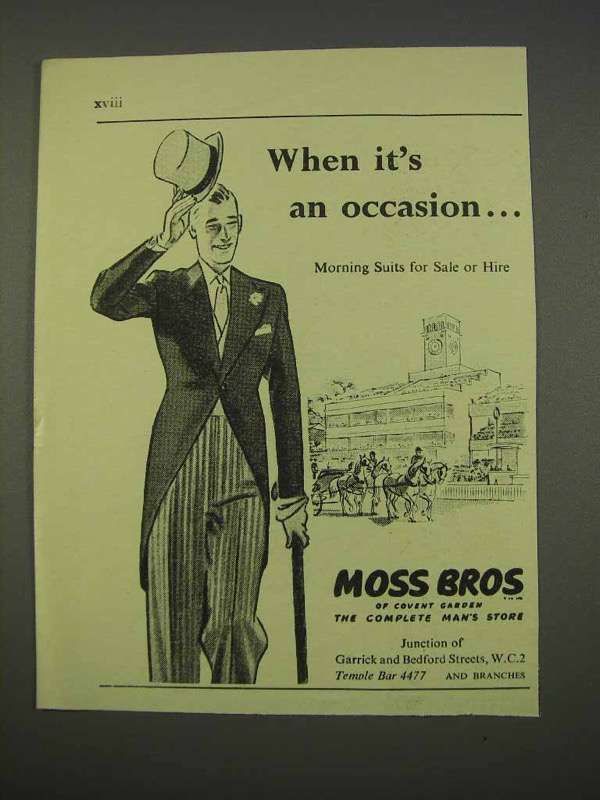 xviii
When it's
an occasion...
Morning Suits for Sale or Hire
MOSS BROS
OF COVENT GARDEN
THE COMPLETE MAN'S STORE
Junction of
Garrick and Bedford Streets, W.C.2
Temple Bar 4477 AND BRANCHES